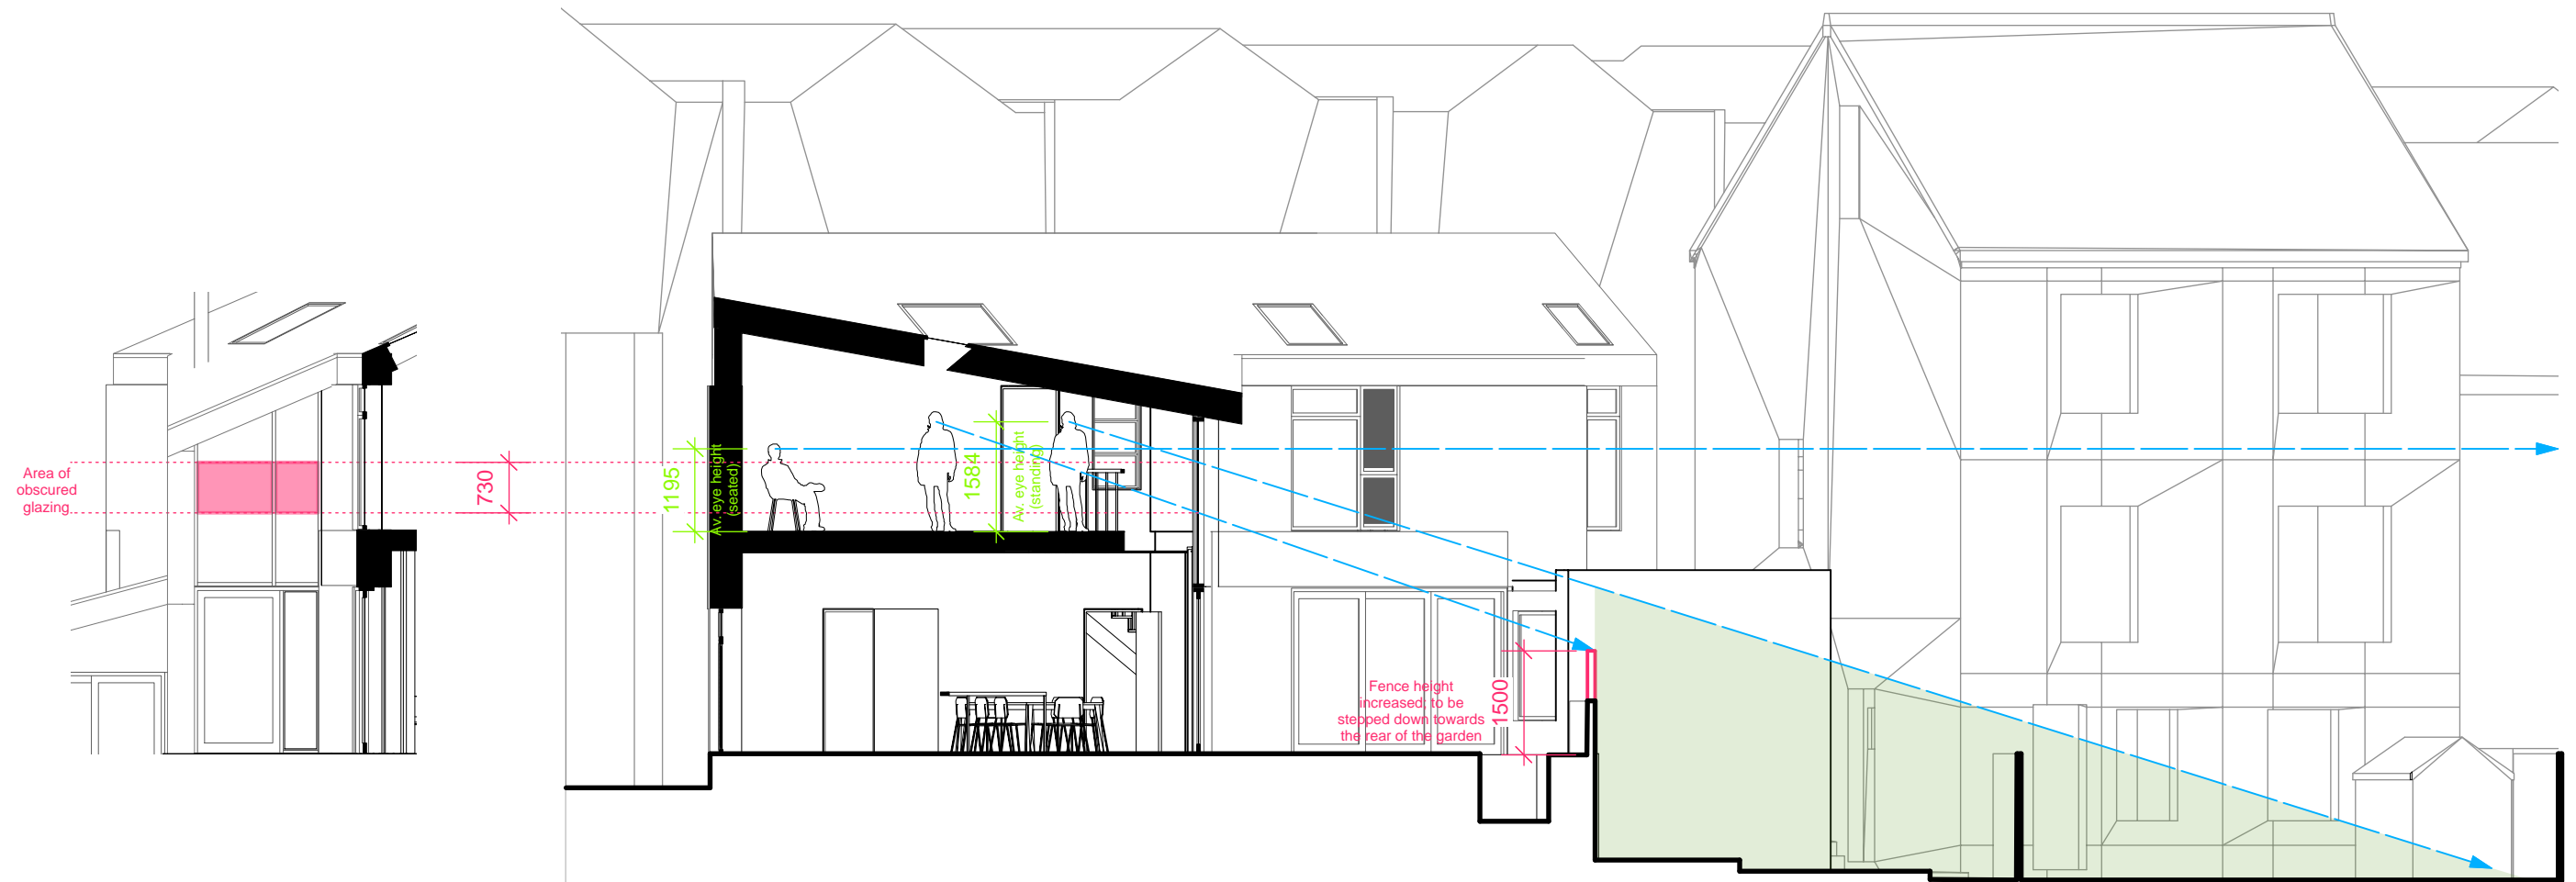 Area of
obscured
glazing
730
1195
Av. eye height
(seated)
1584
Av. eye height
(standing)
Fence height
increased; to be
stepped down towards
the rear of the garden
1500